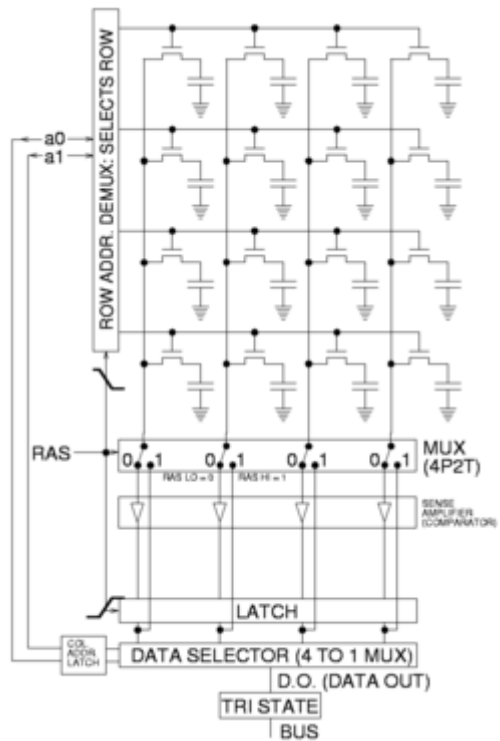 ROW ADDR. DEMUX: SELECTS ROW
a0
a1
RAS
0 1 0 1 0 1 0 1
RAS LO = 0 RAS HI = 1
MUX
(4P2T)
SENSE
AMPLIFIER
(COMPARATOR)
LATCH
COL.
ADDR
LATCH
DATA SELECTOR (4 TO 1 MUX)
D.O. (DATA OUT)
TRI STATE
BUS